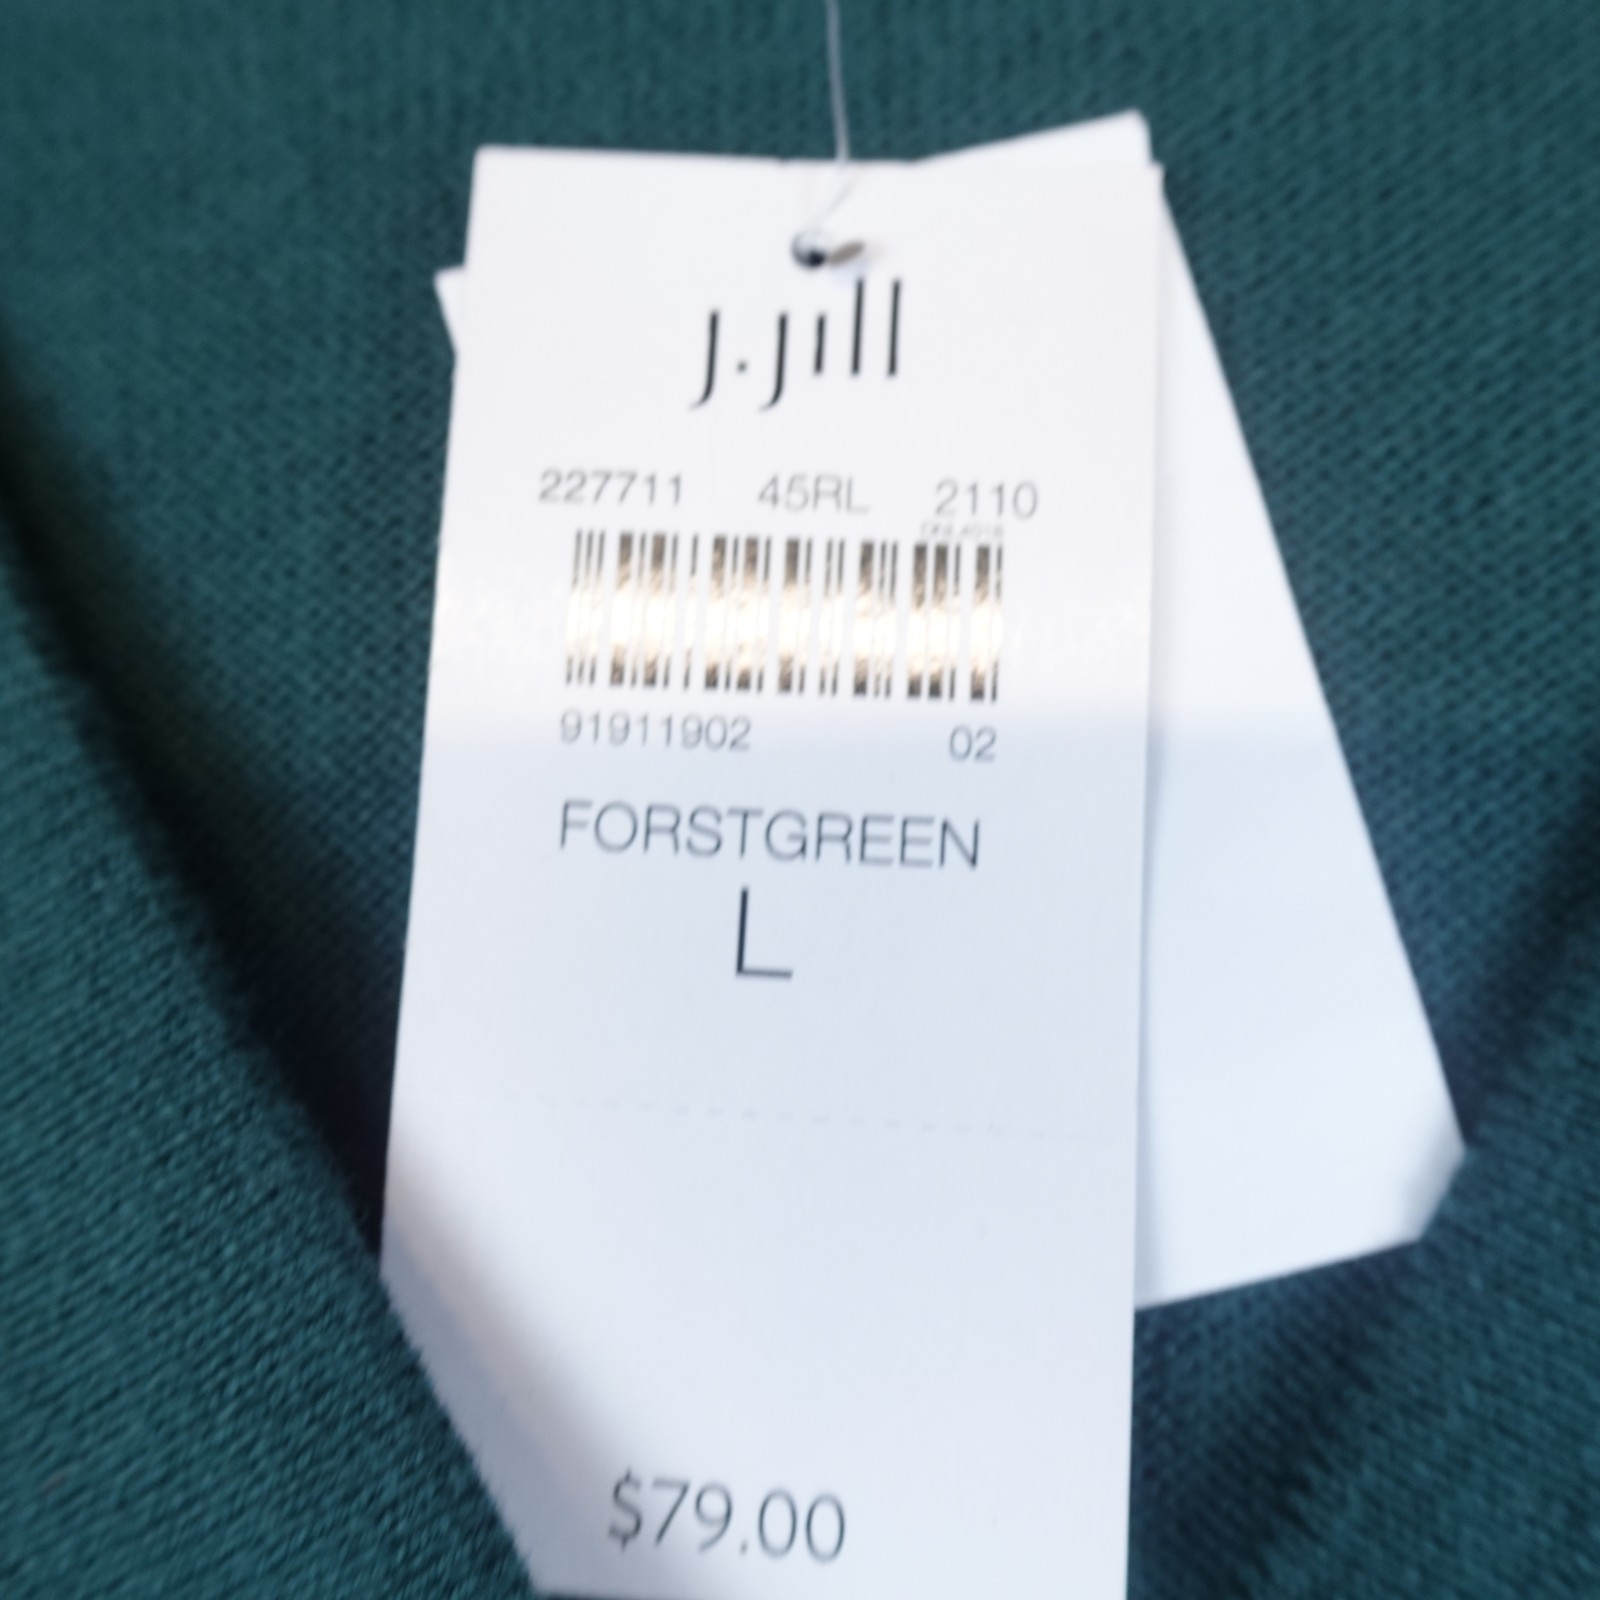 J.Jill
227711 45RL 2110
91911902 02
FORSTGREEN
L
$79.00